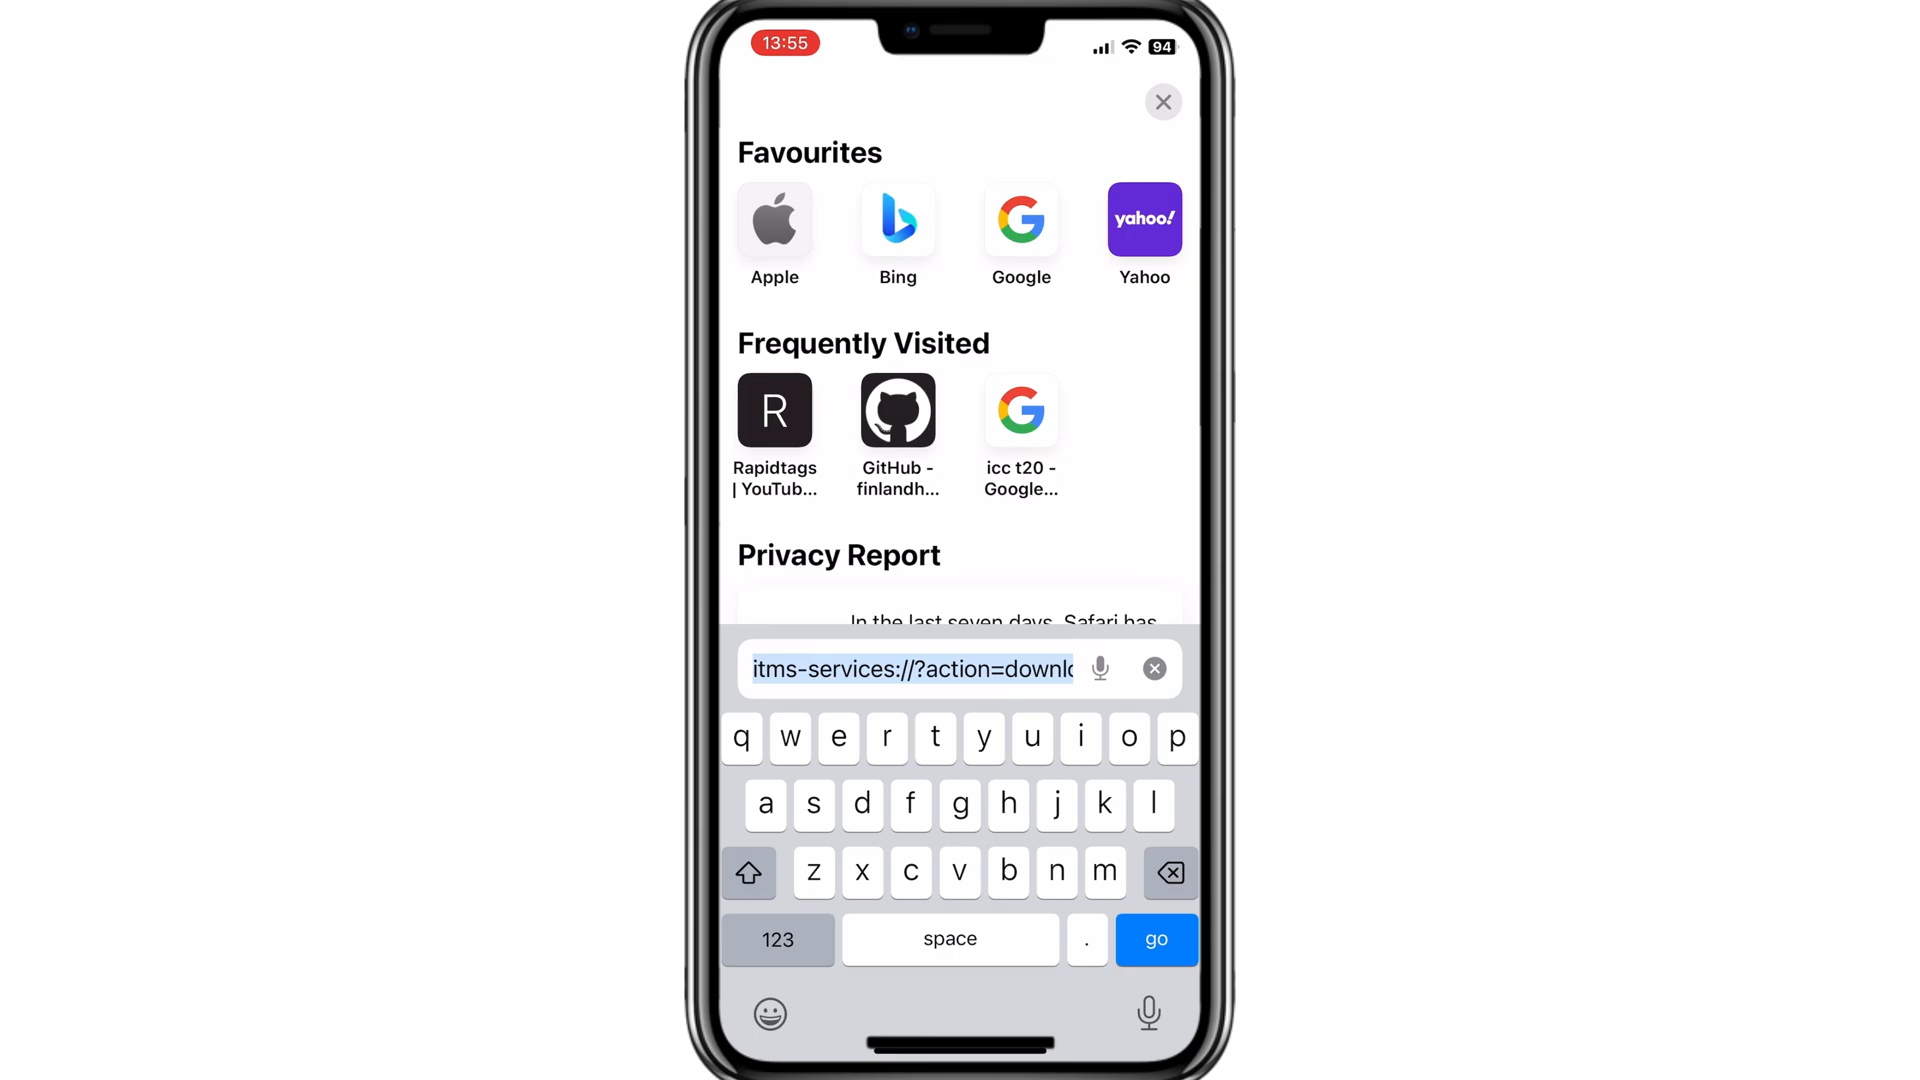 13:55
94
Favourites
yahoo!
Apple
Bing
Google
Yahoo
Frequently Visited
R
Rapidtags
| YouTub...
GitHub -
finlandh...
icc t20 -
Google...
Privacy Report
In the last seven days, Safari has
itms-services://?action=downlo
q w e r t y u i o p
a s d f g h j k l
z x c v b n m
123 space . go